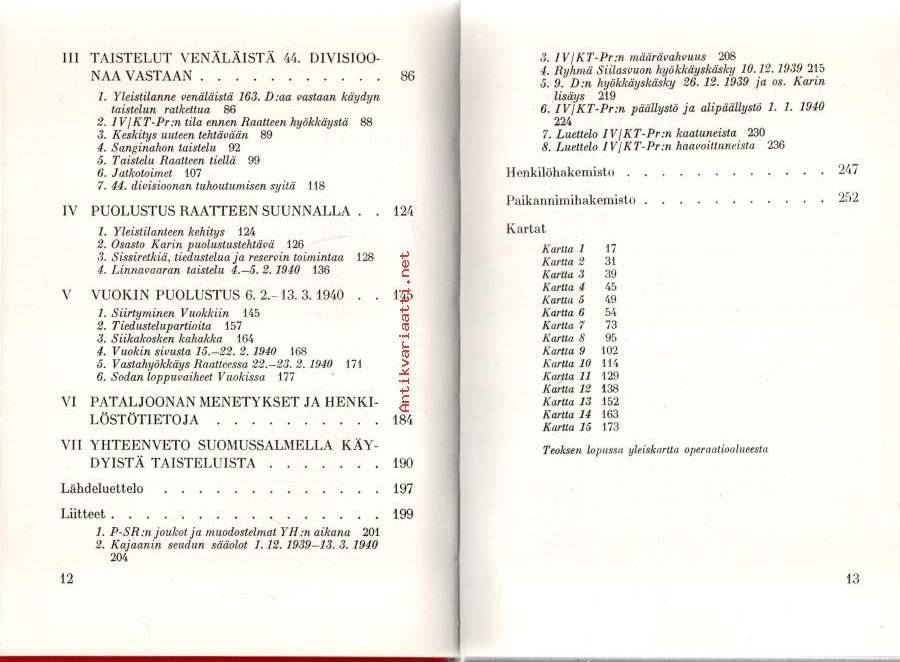 III TAISTELUT VENÄLÄISTÄ 44. DIVISIOO-
NAA VASTAAN . . . . . . . . . . . 86
1. Yleistilanne venäläistä 163. D:aa vastaan käydyn
taistelun ratkettua 86
2. IV/KT-Pr:n tila ennen Raatteen hyökkäystä 88
3. Keskitys uuteen tehtävään 89
4. Sanginahon taistelu 92
5. Taistelu Raatteen tiellä 99
6. Jatkotoimet 107
7. 44. divisioonan tuhoutumisen syitä 118
IV PUOLUSTUS RAATTEEN SUUNNALLA . . 124
1. Yleistilanteen kehitys 124
2. Osasto Karin puolustustehtävä 126
3. Sissiretkiä, tiedustelua ja reservin toimintaa 128
4. Linnavaaran taistelu 4.—5. 2. 1940 136
V VUOKIN PUOLUSTUS 6. 2.—13. 3. 1940 . . 145
1. Siirtyminen Vuokkiin 145
2. Tiedustelupartioita 157
3. Siikakosken kahakka 164
4. Vuokin sivusta 15.—22. 2. 1940 168
5. Vastahyökkäys Raatteessa 22.—23. 2. 1940 171
6. Sodan loppuvaiheet Vuokissa 177
VI PATALJOONAN MENETYKSET JA HENKI-
LÖSTÖTIETOJA . . . . . . . . . . 184
VII YHTEENVETO SUOMUSSALMELLA KÄY-
DYISTÄ TAISTELUISTA . . . . . . . 190
Lähdeluettelo . . . . . . . . . . . . . 197
Liitteet . . . . . . . . . . . . . . . . 199
1. P-SR:n joukot ja muodostelmat YH:n aikana 201
2. Kajaanin seudun sääolot 1. 12. 1939—13. 3. 1940
204
12
Antikvariaatti.net
3. IV/KT-Pr:n määrävahvuus 208
4. Ryhmä Siilasvuon hyökkäyskäsky 10. 12. 1939 215
5. 9. D:n hyökkäyskäsky 26. 12. 1939 ja os. Karin
lisäys 219
6. IV/KT-Pr:n päällystö ja alipäällystö 1. 1. 1940
224
7. Luettelo IV/KT-Pr:n kaatuneista 230
8. Luettelo IV/KT-Pr:n haavoittuneista 236
Henkilöhakemisto . . . . . . . . . . . . 247
Paikannimihakemisto . . . . . . . . . . . 252
Kartat
Kartta 1 17
Kartta 2 31
Kartta 3 39
Kartta 4 45
Kartta 5 49
Kartta 6 54
Kartta 7 73
Kartta 8 95
Kartta 9 102
Kartta 10 114
Kartta 11 129
Kartta 12 138
Kartta 13 152
Kartta 14 163
Kartta 15 173
Teoksen lopussa yleiskartta operaatioalueesta
13